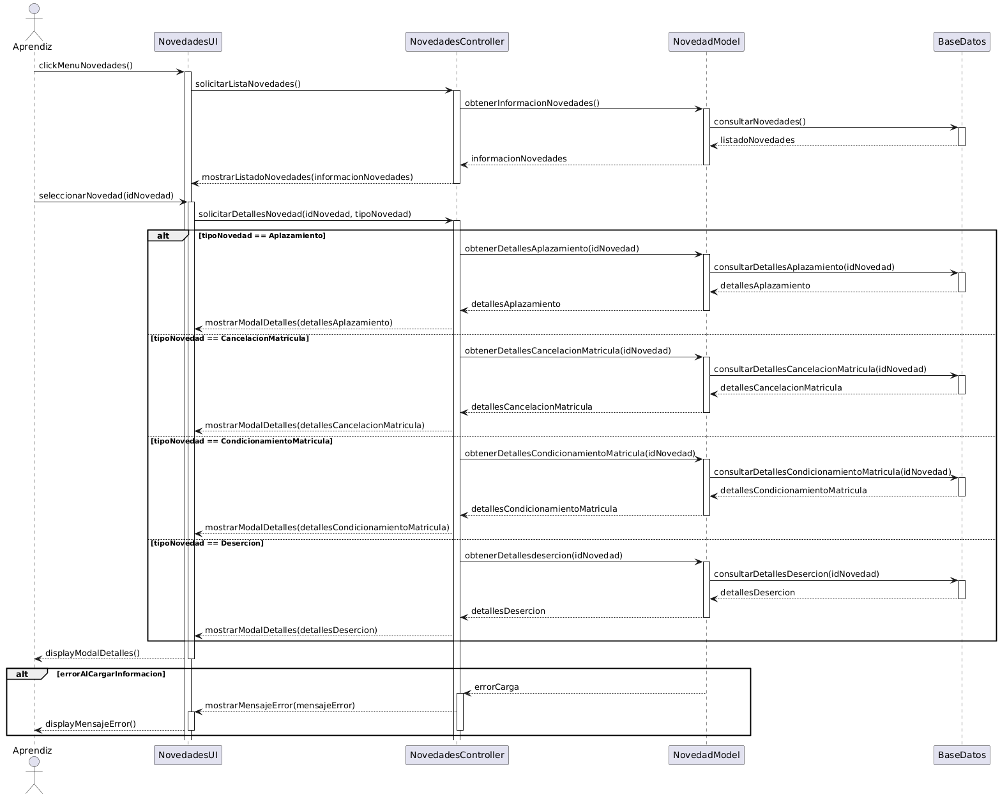 Aprendiz
NovedadesUI
NovedadesController
NovedadModel
BaseDatos
clickMenuNovedades()
solicitarListaNovedades()
obtenerInformacionNovedades()
consultarNovedades()
listadoNovedades
informacionNovedades
mostrarListadoNovedades(informacionNovedades)
seleccionarNovedad(idNovedad)
solicitarDetallesNovedad(idNovedad, tipoNovedad)
alt [tipoNovedad == Aplazamiento]
obtenerDetallesAplazamiento(idNovedad)
consultarDetallesAplazamiento(idNovedad)
detallesAplazamiento
detallesAplazamiento
mostrarModalDetalles(detallesAplazamiento)
[tipoNovedad == CancelacionMatricula]
obtenerDetallesCancelacionMatricula(idNovedad)
consultarDetallesCancelacionMatricula(idNovedad)
detallesCancelacionMatricula
detallesCancelacionMatricula
mostrarModalDetalles(detallesCancelacionMatricula)
[tipoNovedad == CondicionamientoMatricula]
obtenerDetallesCondicionamientoMatricula(idNovedad)
consultarDetallesCondicionamientoMatricula(idNovedad)
detallesCondicionamientoMatricula
detallesCondicionamientoMatricula
mostrarModalDetalles(detallesCondicionamientoMatricula)
[tipoNovedad == Desercion]
obtenerDetallesdesercion(idNovedad)
consultarDetallesDesercion(idNovedad)
detallesDesercion
detallesDesercion
mostrarModalDetalles(detallesDesercion)
displayModalDetalles()
alt [errorAlCargarInformacion]
errorCarga
mostrarMensajeError(mensajeError)
displayMensajeError()
Aprendiz
NovedadesUI
NovedadesController
NovedadModel
BaseDatos